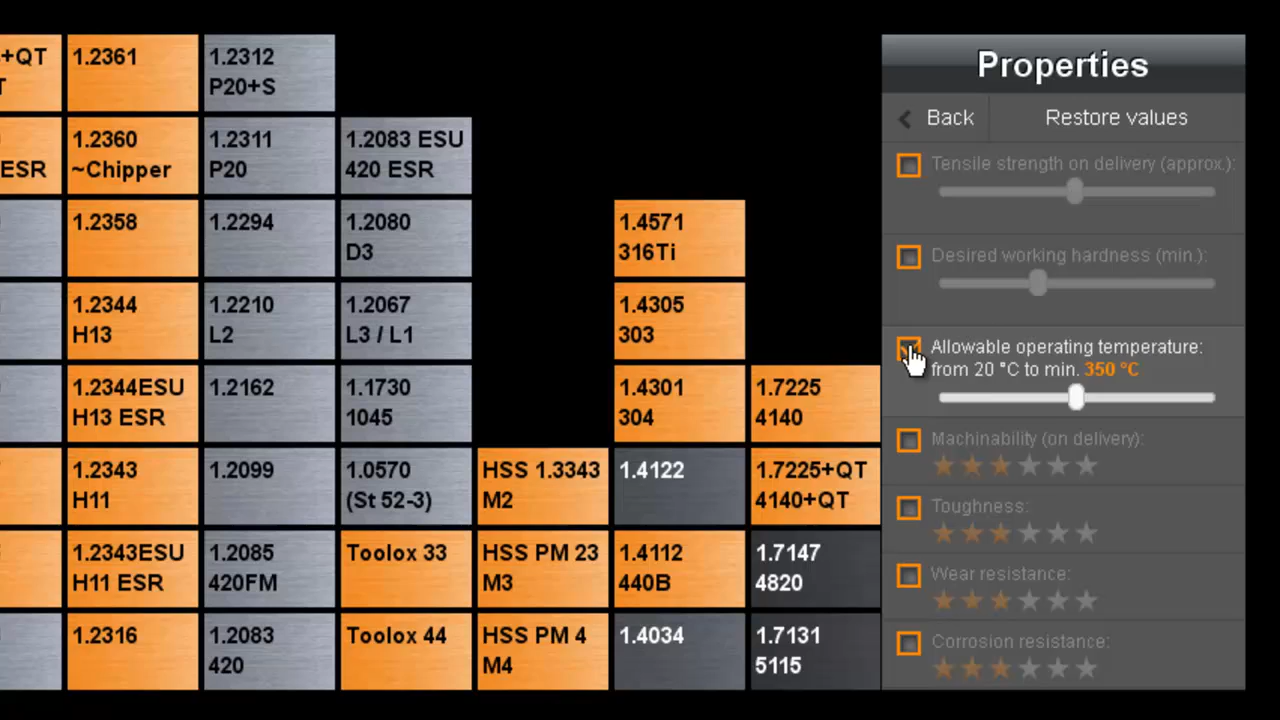 +QT
T
1.2361
1.2312
P20+S
ESR
1.2360
~Chipper
1.2311
P20
1.2083 ESU
420 ESR
1.2358
1.2294
1.2080
D3
1.4571
316Ti
1.2344
H13
1.2210
L2
1.2067
L3 / L1
1.4305
303
1.2344ESU
H13 ESR
1.2162
1.1730
1045
1.4301
304
1.7225
4140
1.2343
H11
1.2099
1.0570
(St 52-3)
HSS 1.3343
M2
1.4122
1.7225+QT
4140+QT
1.2343ESU
H11 ESR
1.2085
420FM
Toolox 33
HSS PM 23
M3
1.4112
440B
1.7147
4820
1.2316
1.2083
420
Toolox 44
HSS PM 4
M4
1.4034
1.7131
5115
Properties
Back
Restore values
Tensile strength on delivery (approx.):
Desired working hardness (min.):
Allowable operating temperature:
from 20 °C to min. 350 °C
Machinability (on delivery):
Toughness:
Wear resistance:
Corrosion resistance: